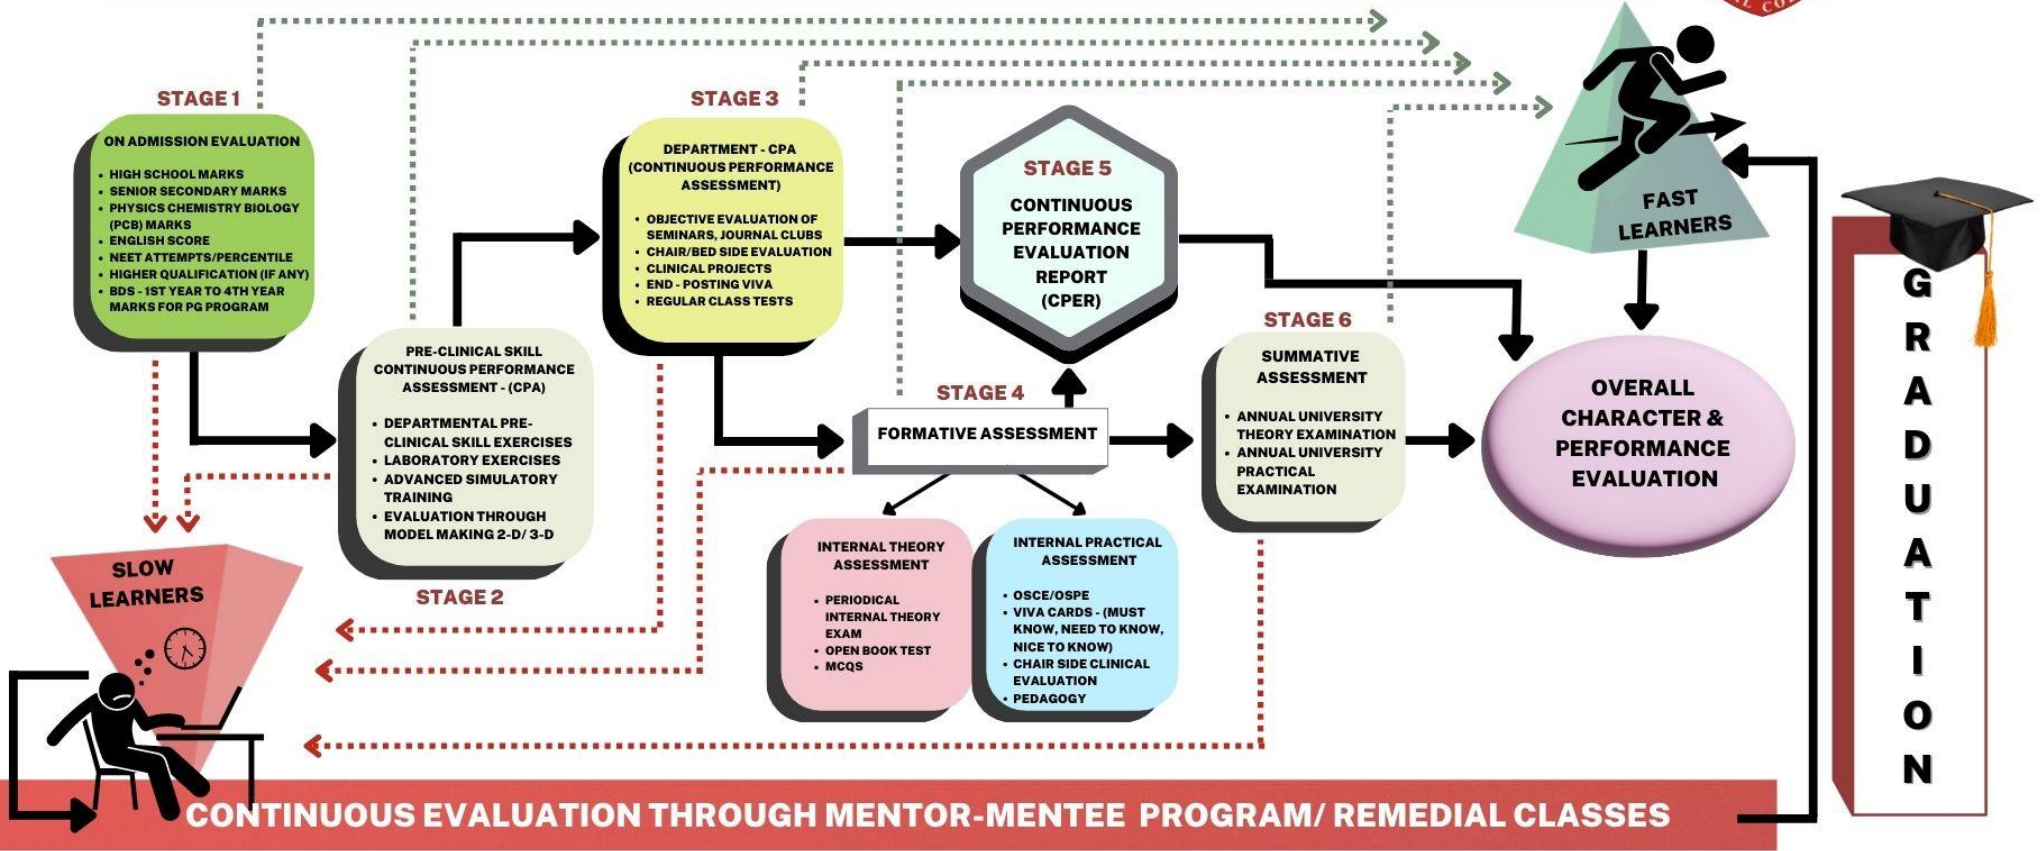 AL CO
STAGE 1
ON ADMISSION EVALUATION
• HIGH SCHOOL MARKS
• SENIOR SECONDARY MARKS
• PHYSICS CHEMISTRY BIOLOGY
(PCB) MARKS
• ENGLISH SCORE
• NEET ATTEMPTS/PERCENTILE
• HIGHER QUALIFICATION (IF ANY)
• BDS - 1ST YEAR TO 4TH YEAR
MARKS FOR PG PROGRAM
PRE-CLINICAL SKILL
CONTINUOUS PERFORMANCE
ASSESSMENT - (CPA)
• DEPARTMENTAL PRE-
CLINICAL SKILL EXERCISES
• LABORATORY EXERCISES
• ADVANCED SIMULATORY
TRAINING
• EVALUATION THROUGH
MODEL MAKING 2-D/ 3-D
STAGE 2
STAGE 3
DEPARTMENT - CPA
(CONTINUOUS PERFORMANCE
ASSESSMENT)
• OBJECTIVE EVALUATION OF
SEMINARS, JOURNAL CLUBS
• CHAIR/BED SIDE EVALUATION
• CLINICAL PROJECTS
• END - POSTING VIVA
• REGULAR CLASS TESTS
STAGE 4
FORMATIVE ASSESSMENT
INTERNAL THEORY
ASSESSMENT
• PERIODICAL
INTERNAL THEORY
EXAM
• OPEN BOOK TEST
• MCQS
INTERNAL PRACTICAL
ASSESSMENT
• OSCE/OSPE
• VIVA CARDS - (MUST
KNOW, NEED TO KNOW,
NICE TO KNOW)
• CHAIR SIDE CLINICAL
EVALUATION
• PEDAGOGY
STAGE 5
CONTINUOUS
PERFORMANCE
EVALUATION
REPORT
(CPER)
STAGE 6
SUMMATIVE
ASSESSMENT
• ANNUAL UNIVERSITY
THEORY EXAMINATION
• ANNUAL UNIVERSITY
PRACTICAL
EXAMINATION
FAST
LEARNERS
OVERALL
CHARACTER &
PERFORMANCE
EVALUATION
SLOW
LEARNERS
CONTINUOUS EVALUATION THROUGH MENTOR-MENTEE PROGRAM/ REMEDIAL CLASSES
GRADUATION